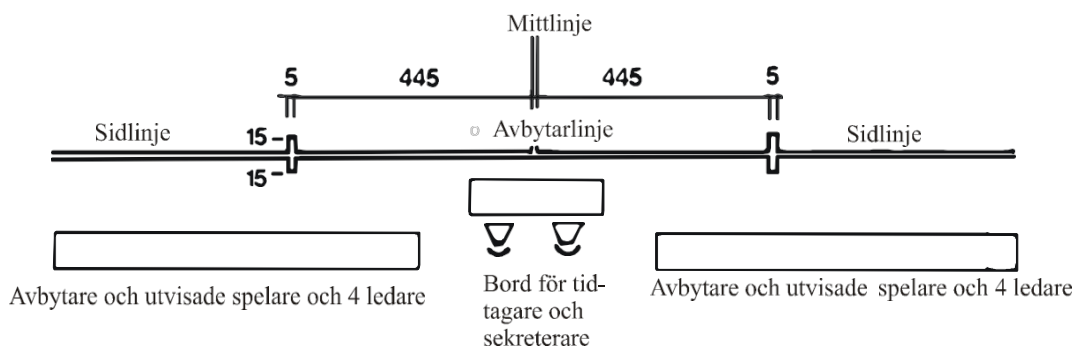 Mittlinje
5 445 445 5
Sidlinje 15 Avbytarlinje Sidlinje
15
Avbytare och utvisade spelare och 4 ledare
Bord för tid-
tagare och
sekreterare
Avbytare och utvisade spelare och 4 ledare